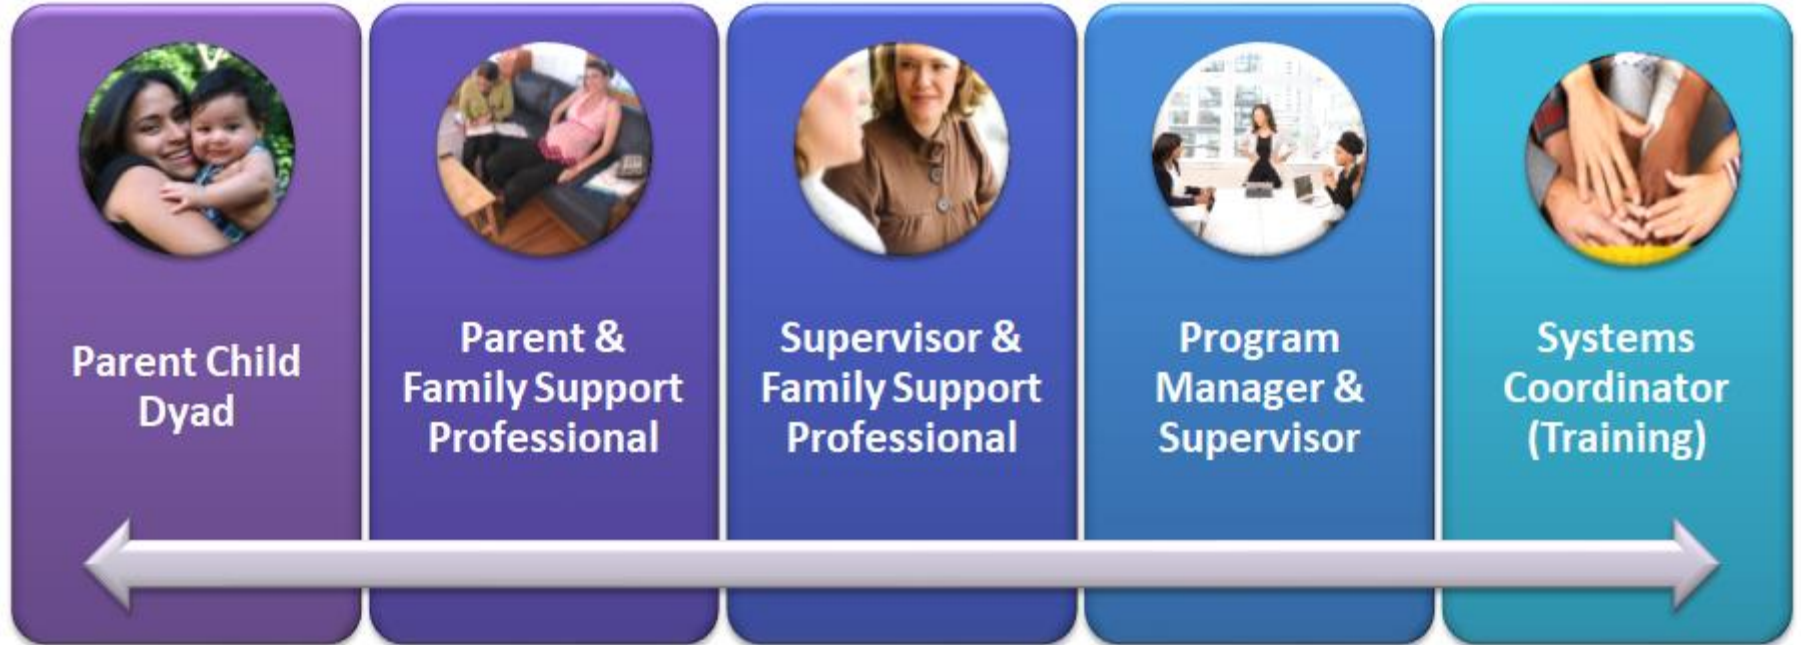 Parent Child
Dyad
Parent &
Family Support
Professional
Supervisor &
Family Support
Professional
Program
Manager &
Supervisor
Systems
Coordinator
(Training)